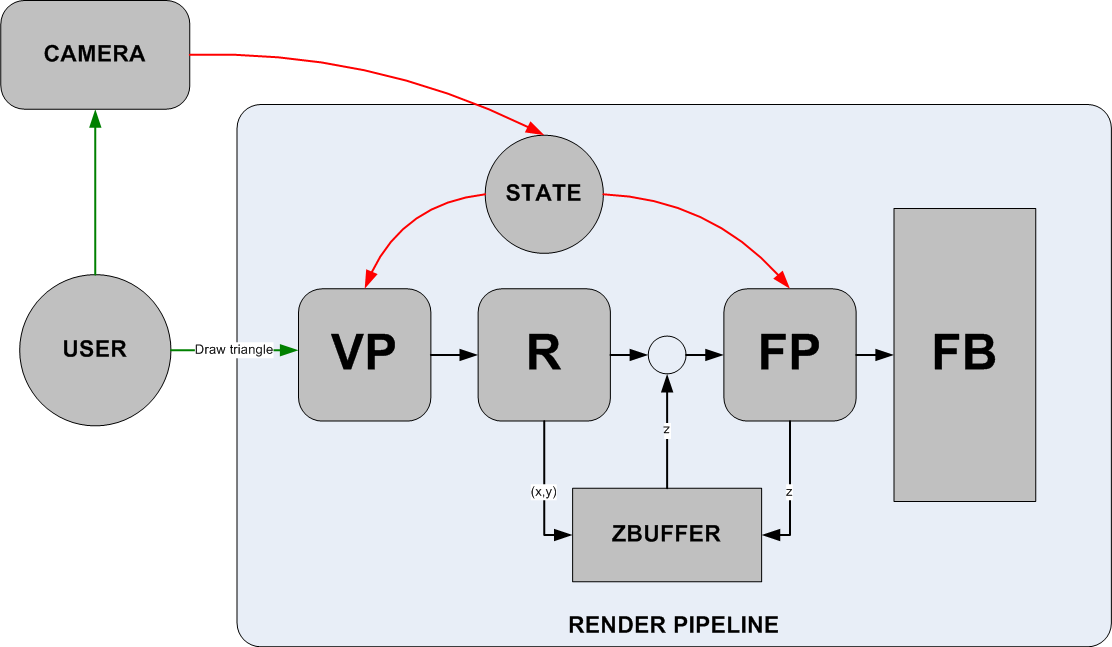 CAMERA
STATE
USER
Draw triangle
VP
R
FP
FB
z
(x,y)
z
ZBUFFER
RENDER PIPELINE